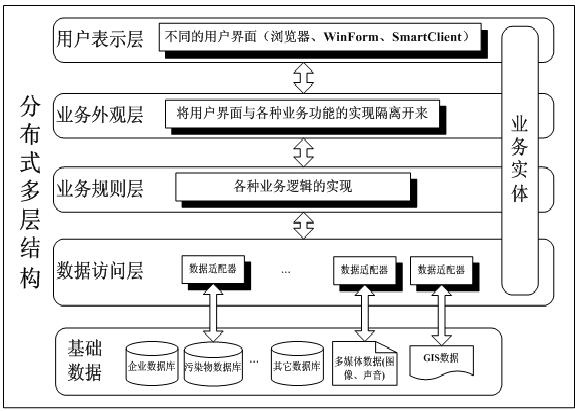 分布式多层结构
用户表示层
不同的用户界面（浏览器、WinForm、SmartClient）
业务外观层
将用户界面与各种业务功能的实现隔离开来
业务规则层
各种业务逻辑的实现
数据访问层
数据适配器
...
数据适配器
数据适配器
业务实体
基础
数据
企业数据库
污染物数据库
...
其它数据库
多媒体数据(图
像、声音)
GIS数据